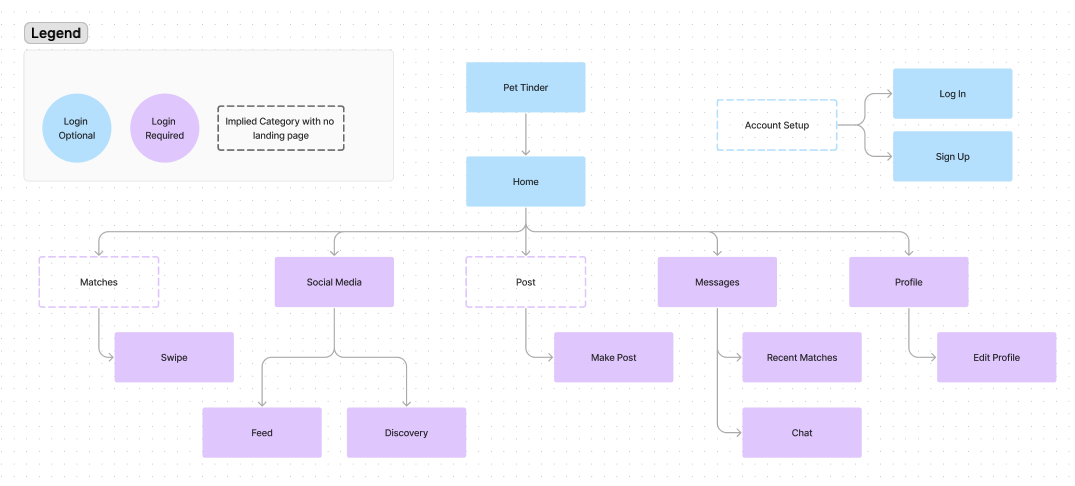 Legend
Login
Optional
Login
Required
Implied Category with no
landing page
Pet Tinder
Home
Account Setup
Log In
Sign Up
Matches
Social Media
Post
Messages
Profile
Swipe
Make Post
Recent Matches
Edit Profile
Feed
Discovery
Chat